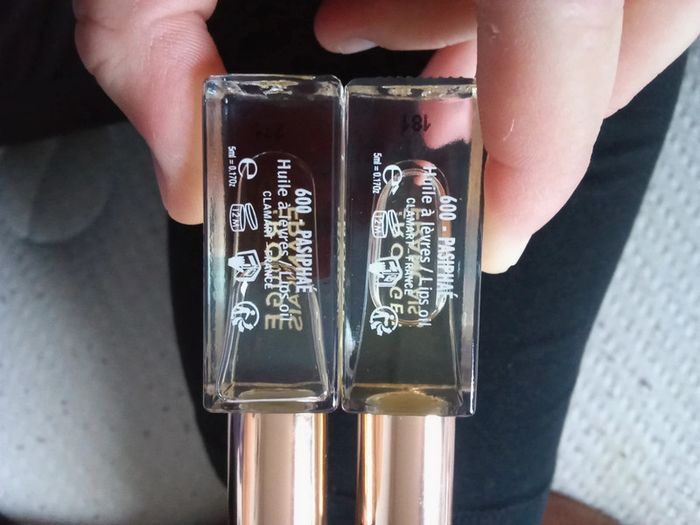 600 - PASIPHAÉ
Huile à lèvres / Lips oil
CLAMART - FRANCE
e 12M
5ml = 0.17Oz
181
600 - PASIPHAÉ
Huile à lèvres / Lips oil
CLAMART - FRANCE
e 12M
5ml = 0.17Oz